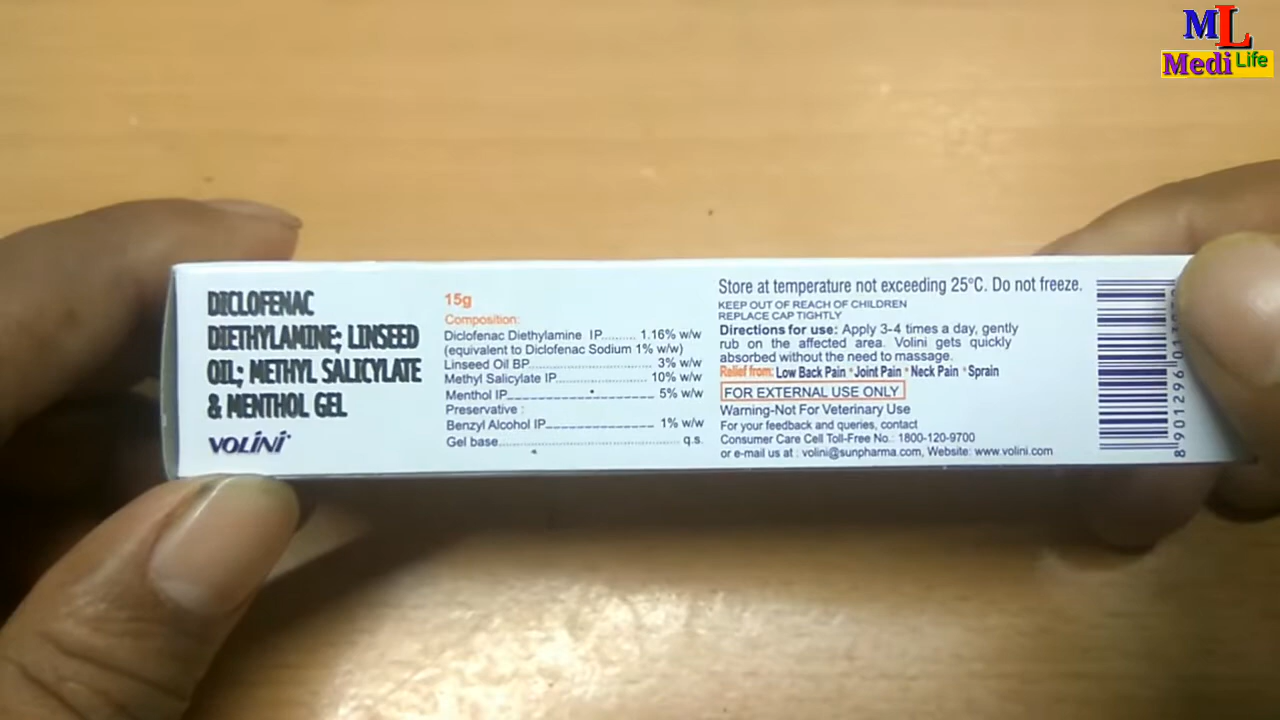 ML
Medi Life
DICLOFENAC
DIETHYLAMINE; LINSEED
OIL; METHYL SALICYLATE
& MENTHOL GEL
VOLINI
15g
Composition:
Diclofenac Diethylamine IP.......... 1.16% w/w
(equivalent to Diclofenac Sodium 1% w/w)
Linseed Oil BP.................................... 3% w/w
Methyl Salicylate IP........................... 10% w/w
Menthol IP.......................................... 5% w/w
Preservative :
Benzyl Alcohol IP.............................. 1% w/w
Gel base............................................. q.s.
Store at temperature not exceeding 25°C. Do not freeze.
KEEP OUT OF REACH OF CHILDREN
REPLACE CAP TIGHTLY
Directions for use: Apply 3-4 times a day, gently
rub on the affected area. Volini gets quickly
absorbed without the need to massage.
Relief from: Low Back Pain • Joint Pain • Neck Pain • Sprain
FOR EXTERNAL USE ONLY
Warning-Not For Veterinary Use
For your feedback and queries, contact
Consumer Care Cell Toll-Free No.: 1800-120-9700
or e-mail us at : volini@sunpharma.com, Website: www.volini.com
8 901296 01